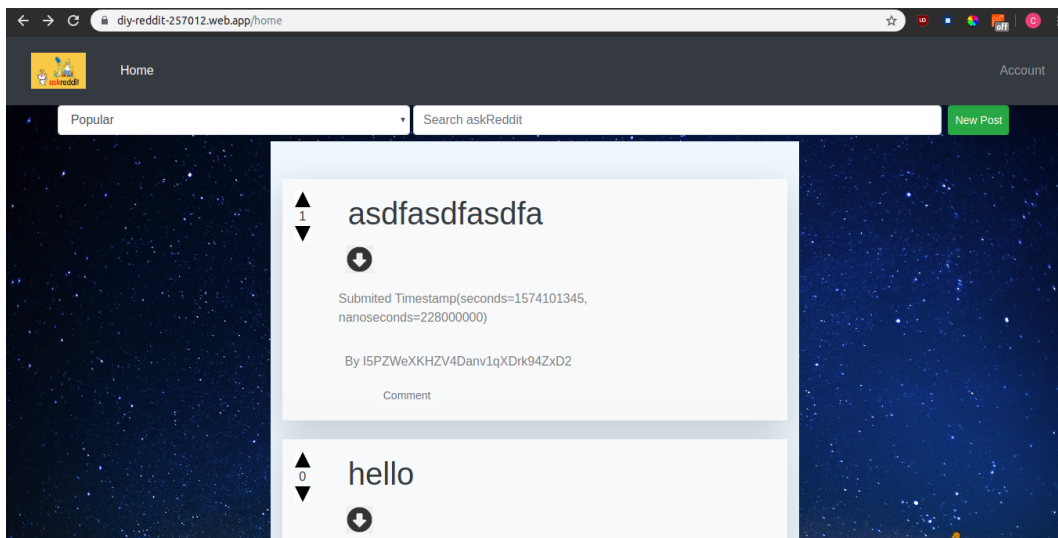 diy-reddit-257012.web.app/home
off
C
askreddit
Home
Account
Popular
Search askReddit
New Post
1
asdfasdfasdfa
Submited Timestamp(seconds=1574101345,
nanoseconds=228000000)
By I5PZWeXKHZV4Danv1qXDrk94ZxD2
Comment
0
hello